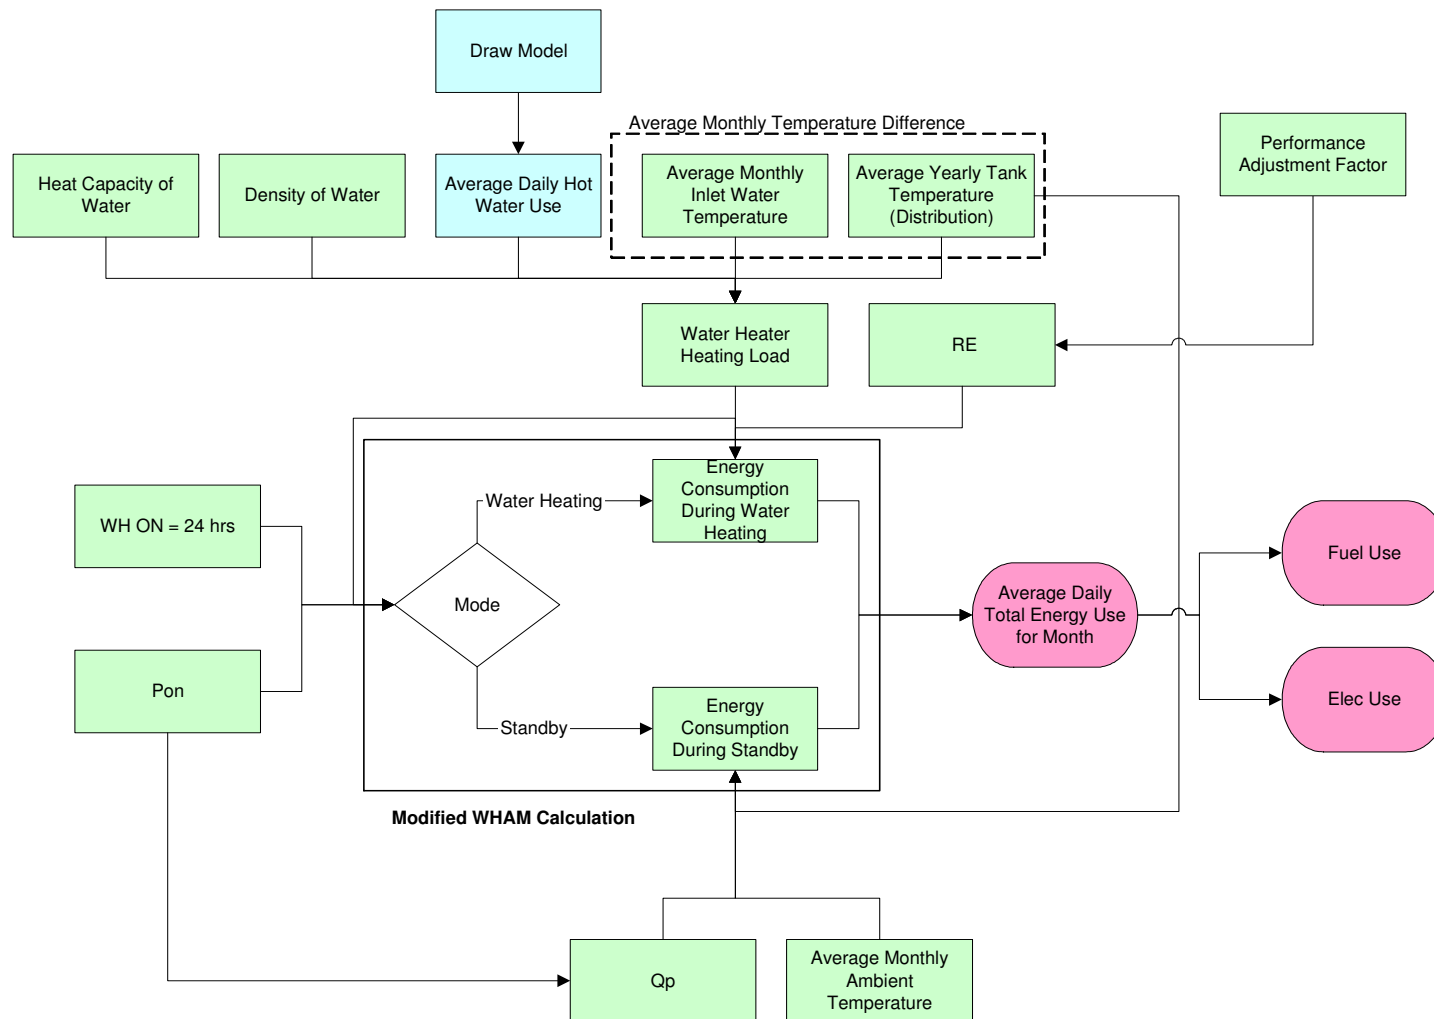 Draw Model
Average Monthly Temperature Difference
Performance
Adjustment Factor
Heat Capacity of
Water
Density of Water
Average Daily Hot
Water Use
Average Monthly
Inlet Water
Temperature
Average Yearly Tank
Temperature
(Distribution)
Water Heater
Heating Load
RE
Energy
Consumption
During Water
Heating
Water Heating
WH ON = 24 hrs
Mode
Average Daily
Total Energy Use
for Month
Fuel Use
Pon
Standby
Energy
Consumption
During Standby
Elec Use
Modified WHAM Calculation
Qp
Average Monthly
Ambient
Temperature